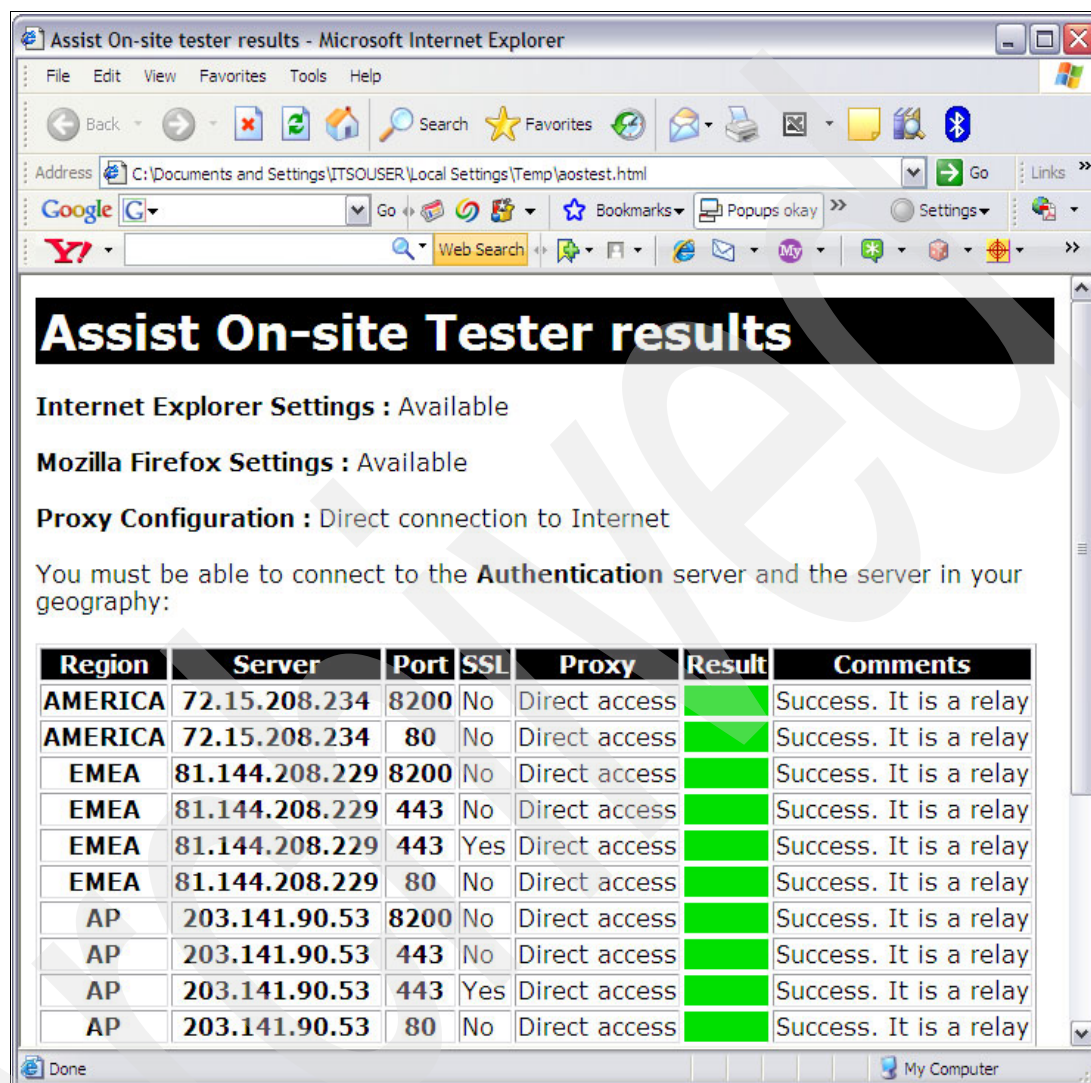 Assist On-site tester results - Microsoft Internet Explorer
File Edit View Favorites Tools Help
Back Search Favorites
Address C:\Documents and Settings\ITSOUSER\Local Settings\Temp\aostest.html Go Links »
Google G Go Bookmarks Popups okay » Settings
Y! Web Search My »
Assist On-site Tester results
Internet Explorer Settings : Available
Mozilla Firefox Settings : Available
Proxy Configuration : Direct connection to Internet
You must be able to connect to the Authentication server and the server in your
geography:
Region Server Port SSL Proxy Result Comments
AMERICA 72.15.208.234 8200 No Direct access Success. It is a relay
AMERICA 72.15.208.234 80 No Direct access Success. It is a relay
EMEA 81.144.208.229 8200 No Direct access Success. It is a relay
EMEA 81.144.208.229 443 No Direct access Success. It is a relay
EMEA 81.144.208.229 443 Yes Direct access Success. It is a relay
EMEA 81.144.208.229 80 No Direct access Success. It is a relay
AP 203.141.90.53 8200 No Direct access Success. It is a relay
AP 203.141.90.53 443 No Direct access Success. It is a relay
AP 203.141.90.53 443 Yes Direct access Success. It is a relay
AP 203.141.90.53 80 No Direct access Success. It is a relay
Done My Computer